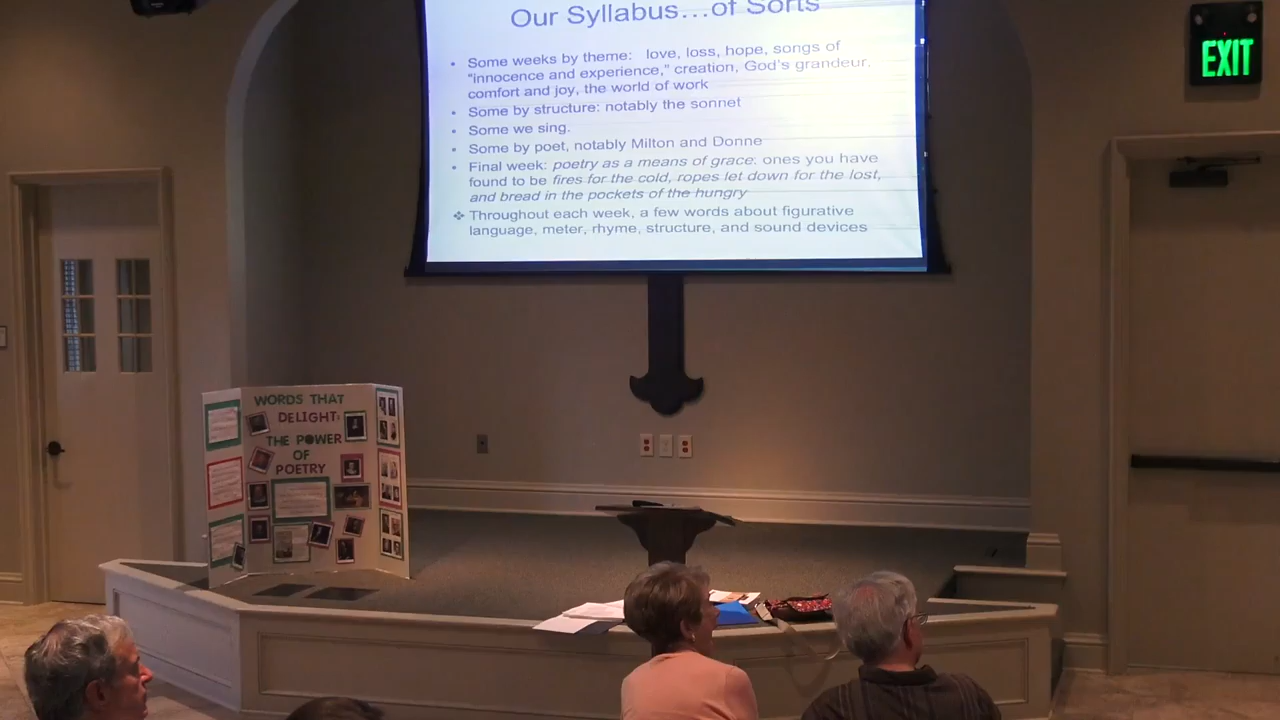 Our Syllabus…of Sorts
• Some weeks by theme: love, loss, hope, songs of
"innocence and experience," creation, God's grandeur,
comfort and joy, the world of work
• Some by structure: notably the sonnet
• Some we sing.
• Some by poet, notably Milton and Donne
• Final week: poetry as a means of grace: ones you have
found to be fires for the cold, ropes let down for the lost,
and bread in the pockets of the hungry
❖ Throughout each week, a few words about figurative
language, meter, rhyme, structure, and sound devices
EXIT
WORDS THAT
DELIGHT:
THE POWER
OF
POETRY